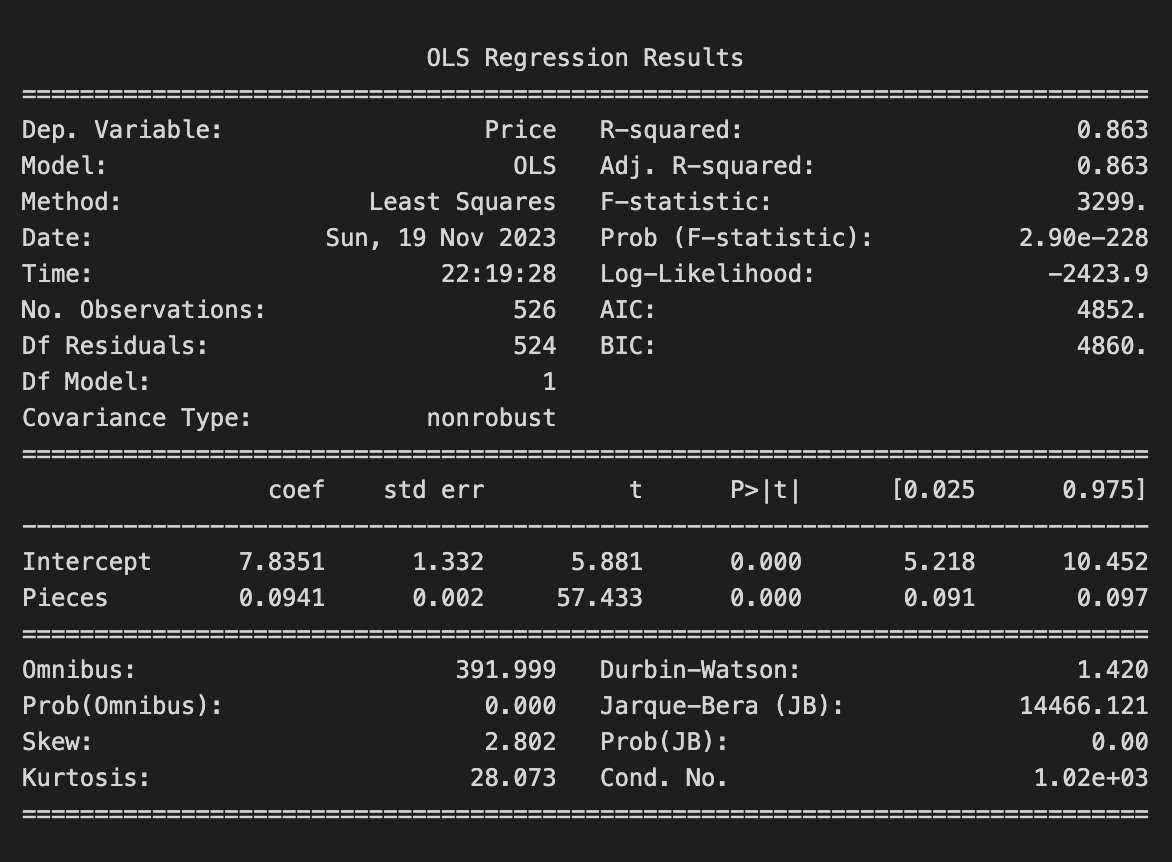 OLS Regression Results
==============================================================================
Dep. Variable:                  Price   R-squared:                       0.863
Model:                            OLS   Adj. R-squared:                  0.863
Method:                 Least Squares   F-statistic:                     3299.
Date:                Sun, 19 Nov 2023   Prob (F-statistic):          2.90e-228
Time:                        22:19:28   Log-Likelihood:                -2423.9
No. Observations:                 526   AIC:                             4852.
Df Residuals:                     524   BIC:                             4860.
Df Model:                           1
Covariance Type:            nonrobust
==============================================================================
                 coef    std err          t      P>|t|      [0.025      0.975]
------------------------------------------------------------------------------
Intercept      7.8351      1.332      5.881      0.000       5.218      10.452
Pieces         0.0941      0.002     57.433      0.000       0.091       0.097
==============================================================================
Omnibus:                      391.999   Durbin-Watson:                   1.420
Prob(Omnibus):                  0.000   Jarque-Bera (JB):            14466.121
Skew:                           2.802   Prob(JB):                         0.00
Kurtosis:                      28.073   Cond. No.                     1.02e+03
==============================================================================